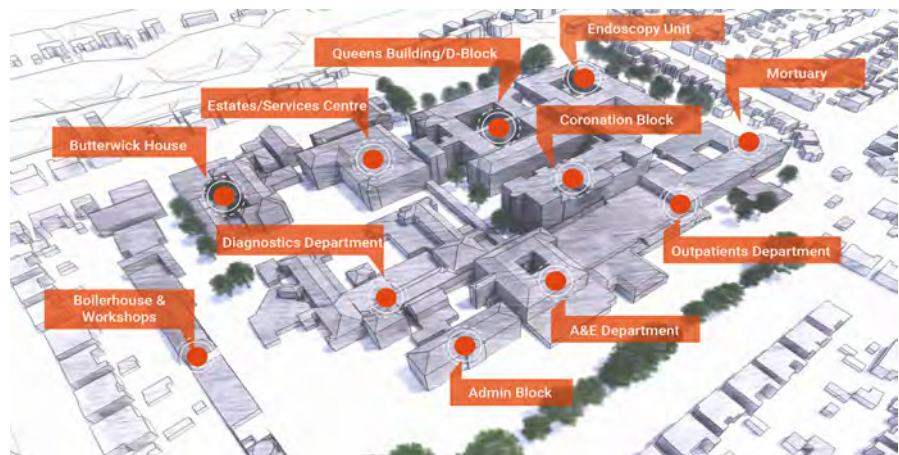 Endoscopy Unit
Queens Building/D-Block
Mortuary
Estates/Services Centre
Coronation Block
Butterwick House
Diagnostics Department
Outpatients Department
Boilerhouse &
Workshops
A&E Department
Admin Block